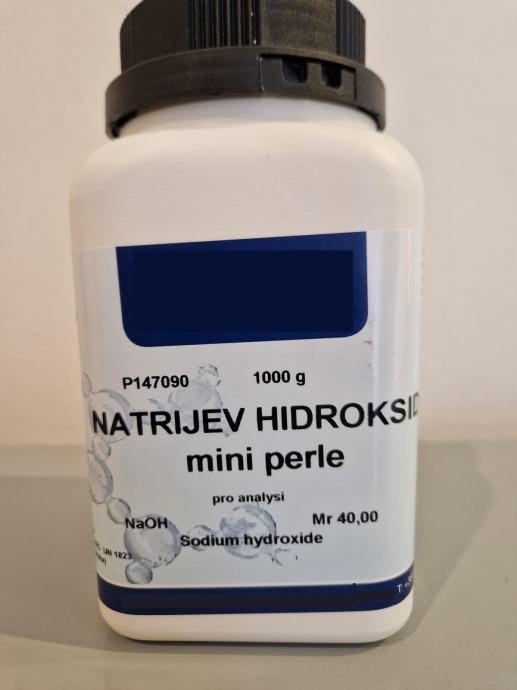 P147090 1000 g
NATRIJEV HIDROKSID
mini perle
pro analysi
NaOH Mr 40,00
UN 1823
Sodium hydroxide